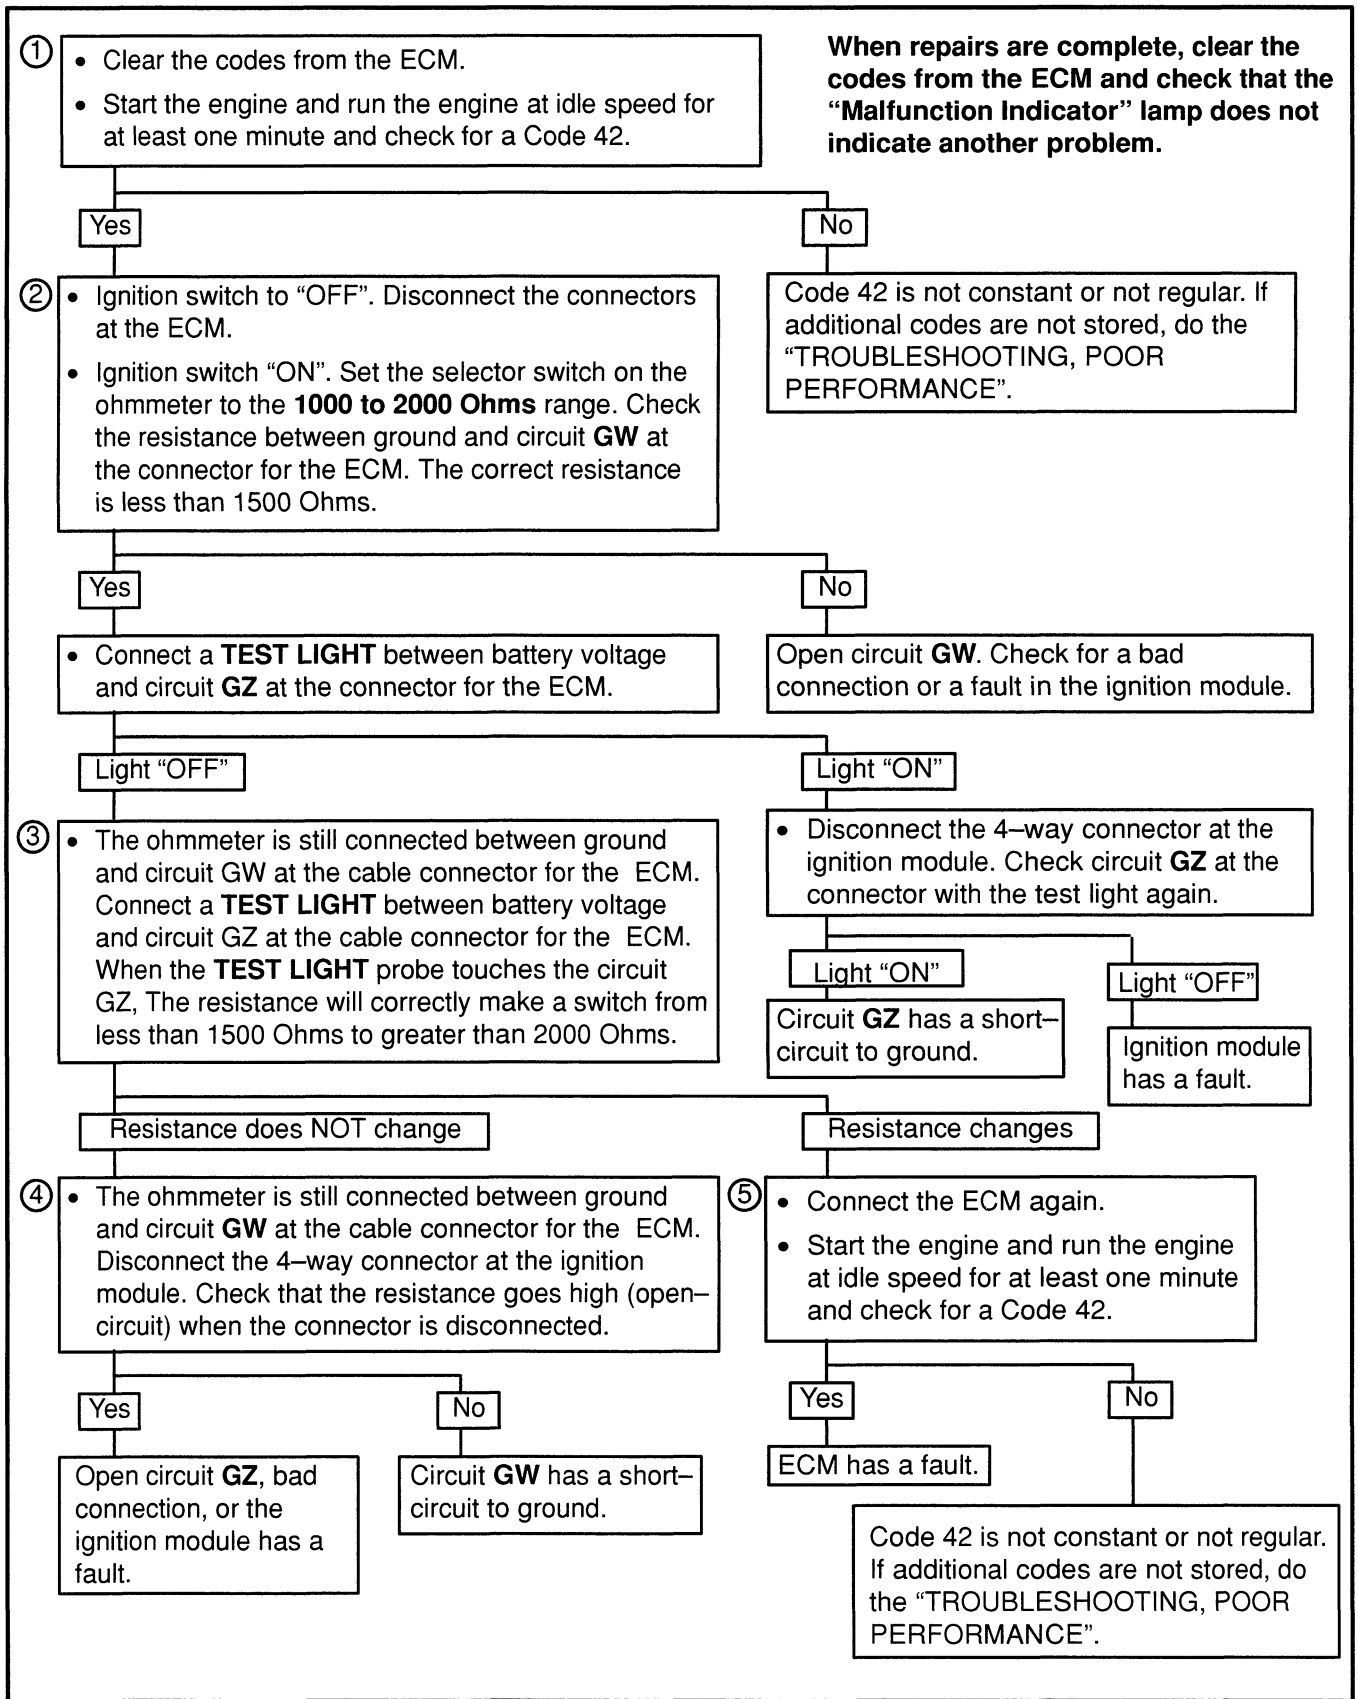 ①
• Clear the codes from the ECM.
• Start the engine and run the engine at idle speed for
at least one minute and check for a Code 42.
When repairs are complete, clear the
codes from the ECM and check that the
“Malfunction Indicator” lamp does not
indicate another problem.
Yes
No
②
• Ignition switch to “OFF”. Disconnect the connectors
at the ECM.
• Ignition switch “ON”. Set the selector switch on the
ohmmeter to the 1000 to 2000 Ohms range. Check
the resistance between ground and circuit GW at
the connector for the ECM. The correct resistance
is less than 1500 Ohms.
Code 42 is not constant or not regular. If
additional codes are not stored, do the
“TROUBLESHOOTING, POOR
PERFORMANCE”.
Yes
No
• Connect a TEST LIGHT between battery voltage
and circuit GZ at the connector for the ECM.
Open circuit GW. Check for a bad
connection or a fault in the ignition module.
Light “OFF”
Light “ON”
③
• The ohmmeter is still connected between ground
and circuit GW at the cable connector for the ECM.
Connect a TEST LIGHT between battery voltage
and circuit GZ at the cable connector for the ECM.
When the TEST LIGHT probe touches the circuit
GZ, The resistance will correctly make a switch from
less than 1500 Ohms to greater than 2000 Ohms.
• Disconnect the 4–way connector at the
ignition module. Check circuit GZ at the
connector with the test light again.
Light “ON”
Light “OFF”
Circuit GZ has a short–
circuit to ground.
Ignition module
has a fault.
Resistance does NOT change
Resistance changes
④
• The ohmmeter is still connected between ground
and circuit GW at the cable connector for the ECM.
Disconnect the 4–way connector at the ignition
module. Check that the resistance goes high (open–
circuit) when the connector is disconnected.
⑤
• Connect the ECM again.
• Start the engine and run the engine
at idle speed for at least one minute
and check for a Code 42.
Yes
No
Yes
No
Open circuit GZ, bad
connection, or the
ignition module has a
fault.
Circuit GW has a short–
circuit to ground.
ECM has a fault.
Code 42 is not constant or not regular.
If additional codes are not stored, do
the “TROUBLESHOOTING, POOR
PERFORMANCE”.